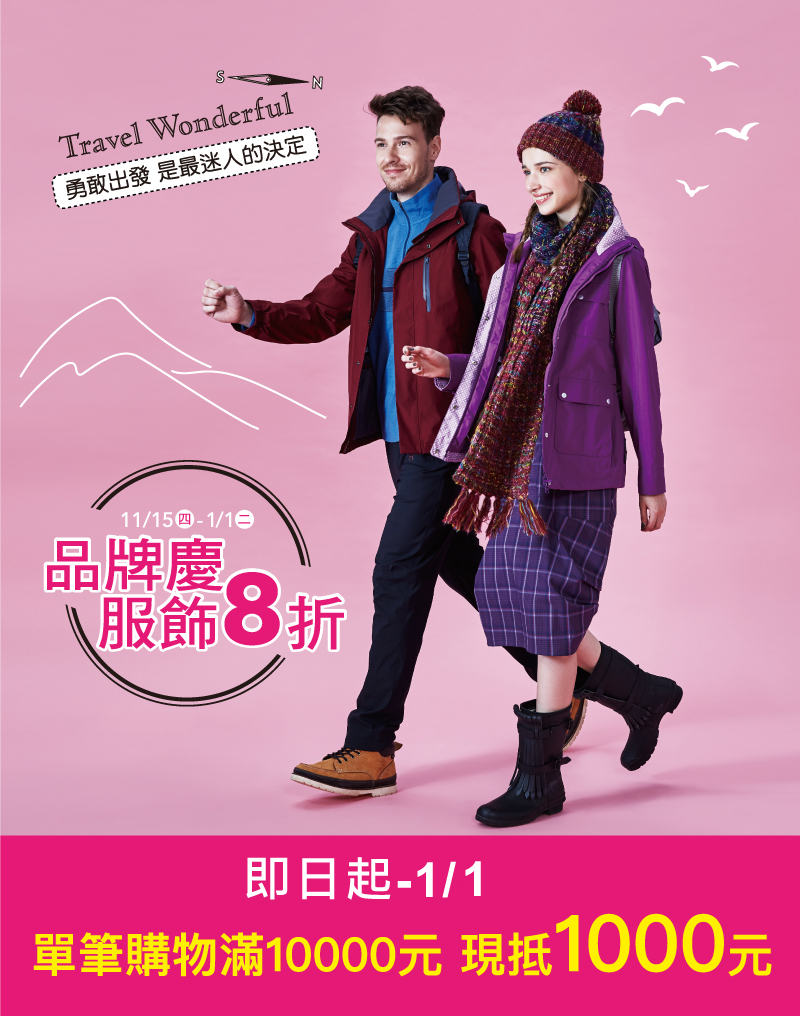 S N
Travel Wonderful
勇敢出發 是最迷人的決定
11/15四-1/1二
品牌慶
服飾8折
即日起-1/1
單筆購物滿10000元 現抵1000元